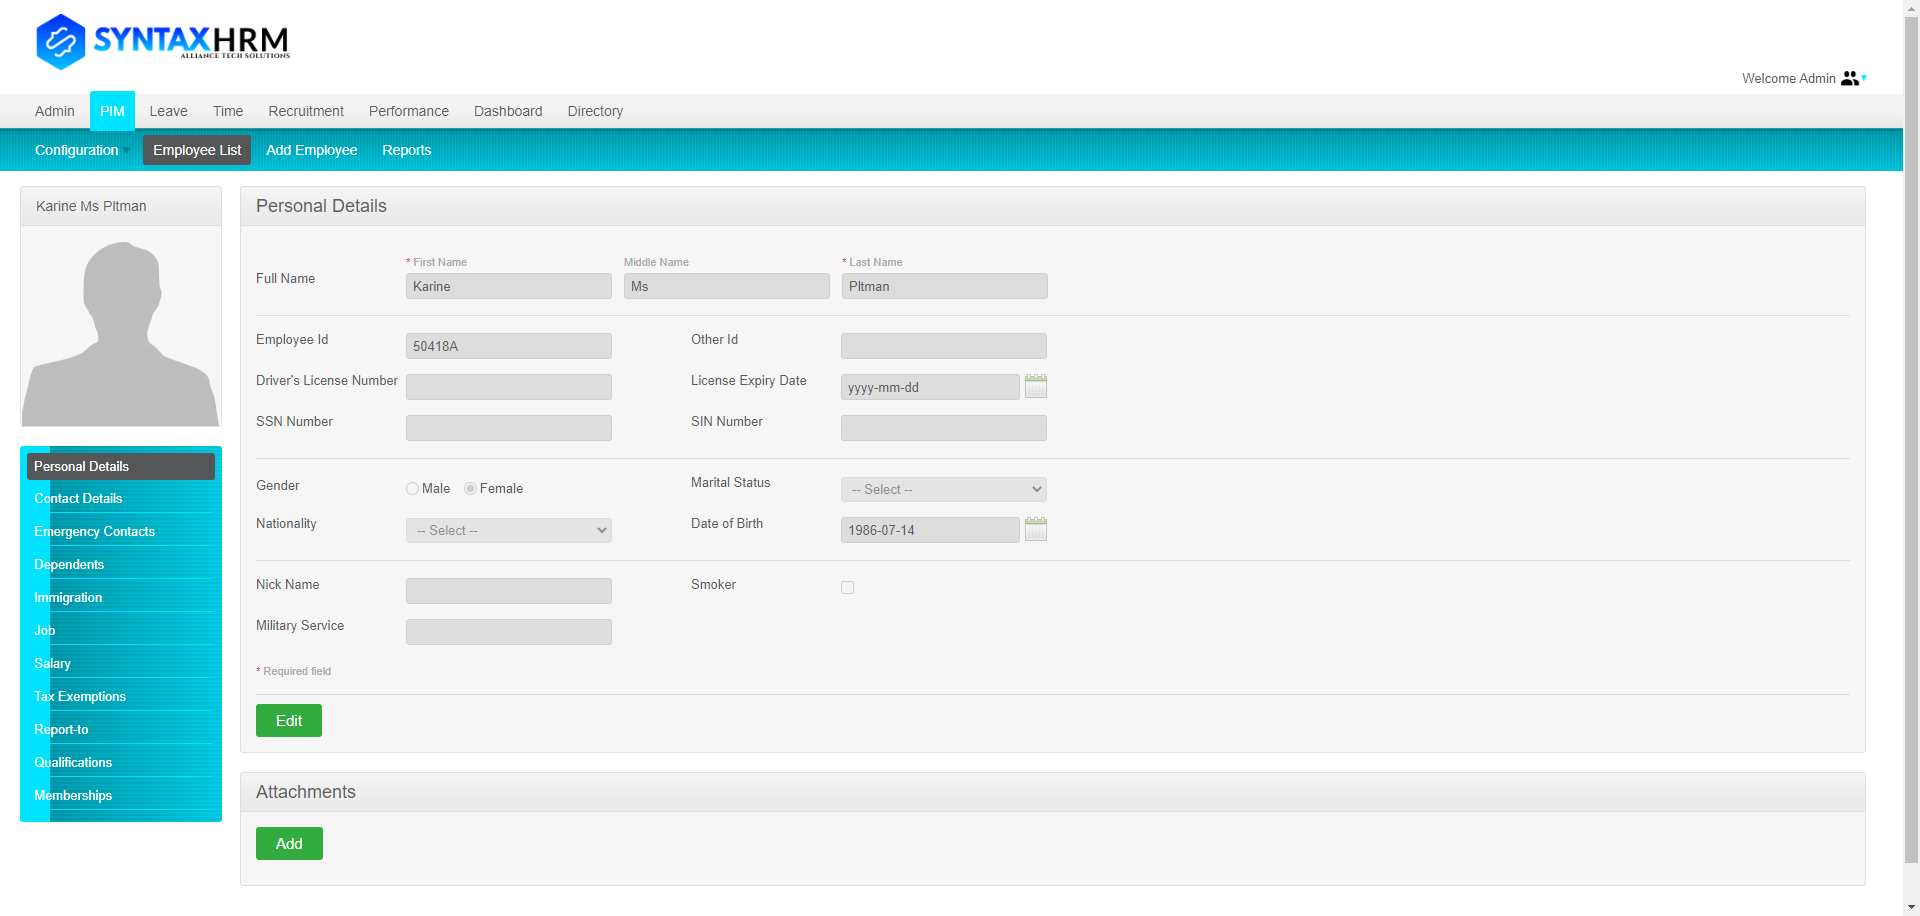 SYNTAXHRM
ALLIANCE TECH SOLUTIONS
Welcome Admin
Admin PIM Leave Time Recruitment Performance Dashboard Directory
Configuration Employee List Add Employee Reports
Karine Ms Pltman
Personal Details
Contact Details
Emergency Contacts
Dependents
Immigration
Job
Salary
Tax Exemptions
Report-to
Qualifications
Memberships
Personal Details
* First Name Middle Name * Last Name
Full Name Karine Ms Pltman
Employee Id 50418A Other Id
Driver's License Number License Expiry Date yyyy-mm-dd
SSN Number SIN Number
Gender Male Female Marital Status -- Select --
Nationality -- Select -- Date of Birth 1986-07-14
Nick Name Smoker
Military Service
* Required field
Edit
Attachments
Add